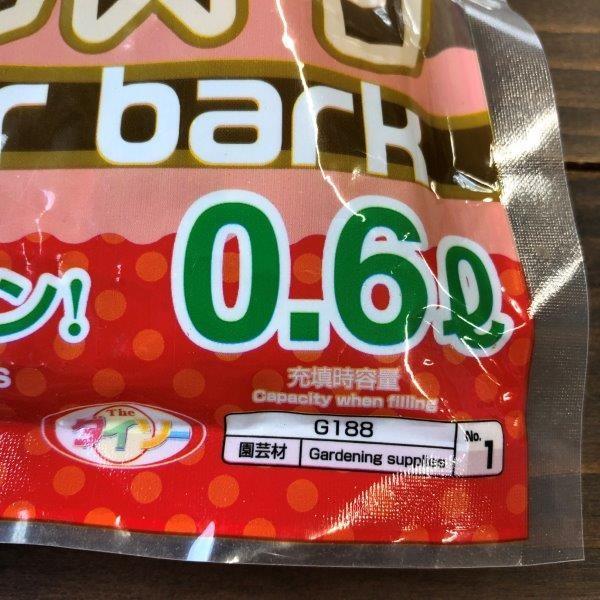 r bark
ン! 0.6ℓ
s
充填時容量
Capacity when filling
The
G188
園芸材 Gardening supplies
No.
1